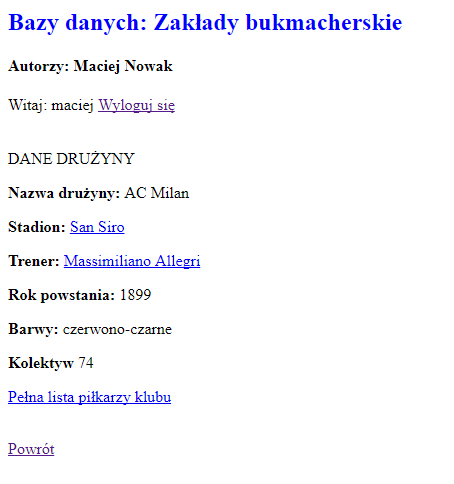 Bazy danych: Zakłady bukmacherskie
Autorzy: Maciej Nowak
Witaj: maciej Wyloguj się
DANE DRUŻYNY
Nazwa drużyny: AC Milan
Stadion: San Siro
Trener: Massimiliano Allegri
Rok powstania: 1899
Barwy: czerwono-czarne
Kolektyw 74
Pełna lista piłkarzy klubu
Powrót